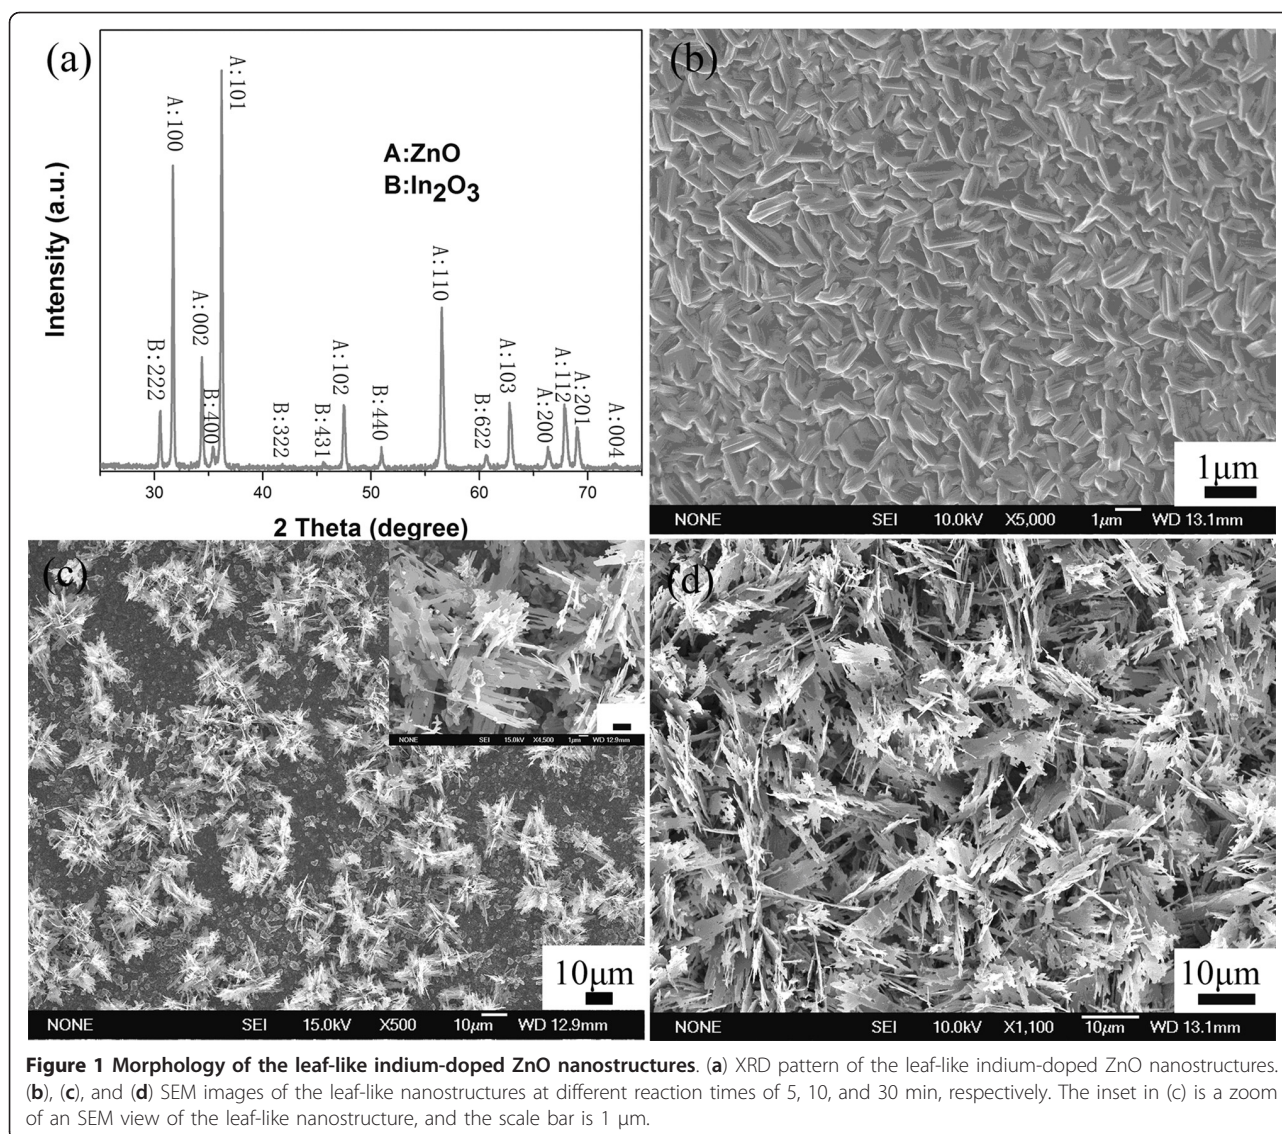 (a)
A:ZnO
B:In2O3
Intensity (a.u.)
B:222
A:100
A:002
B:400
A:101
B:322
B:431
A:102
B:440
A:110
B:622
A:103
A:200
A:112
A:201
A:004
30 40 50 60 70
2 Theta (degree)
(b)
1μm
NONE SEI 10.0kV X5,000 1μm WD 13.1mm
(c)
NONE SEI 15.0kV X4,500 1μm WD 12.9mm
10μm
NONE SEI 15.0kV X500 10μm WD 12.9mm
(d)
10μm
NONE SEI 10.0kV X1,100 10μm WD 13.1mm
Figure 1 Morphology of the leaf-like indium-doped ZnO nanostructures. (a) XRD pattern of the leaf-like indium-doped ZnO nanostructures.
(b), (c), and (d) SEM images of the leaf-like nanostructures at different reaction times of 5, 10, and 30 min, respectively. The inset in (c) is a zoom
of an SEM view of the leaf-like nanostructure, and the scale bar is 1 μm.